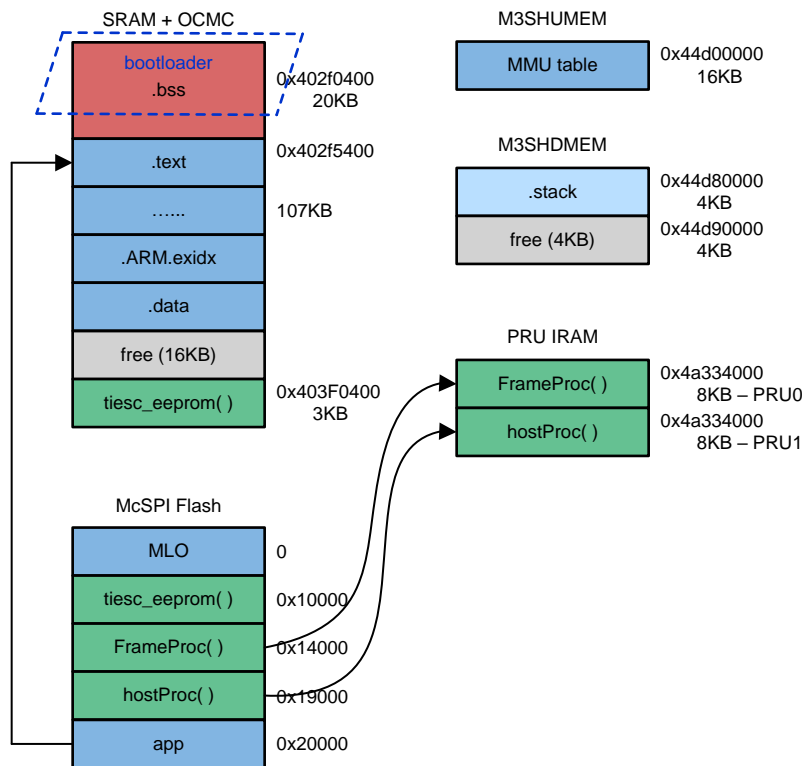 SRAM + OCMC
bootloader
.bss
0x402f0400
20KB
.text
0x402f5400
…...
107KB
.ARM.exidx
.data
free (16KB)
tiesc_eeprom( )
0x403F0400
3KB
M3SHUMEM
MMU table
0x44d00000
16KB
M3SHDMEM
.stack
0x44d80000
4KB
free (4KB)
0x44d90000
4KB
PRU IRAM
FrameProc( )
0x4a334000
8KB – PRU0
hostProc( )
0x4a334000
8KB – PRU1
McSPI Flash
MLO
0
tiesc_eeprom( )
0x10000
FrameProc( )
0x14000
hostProc( )
0x19000
app
0x20000